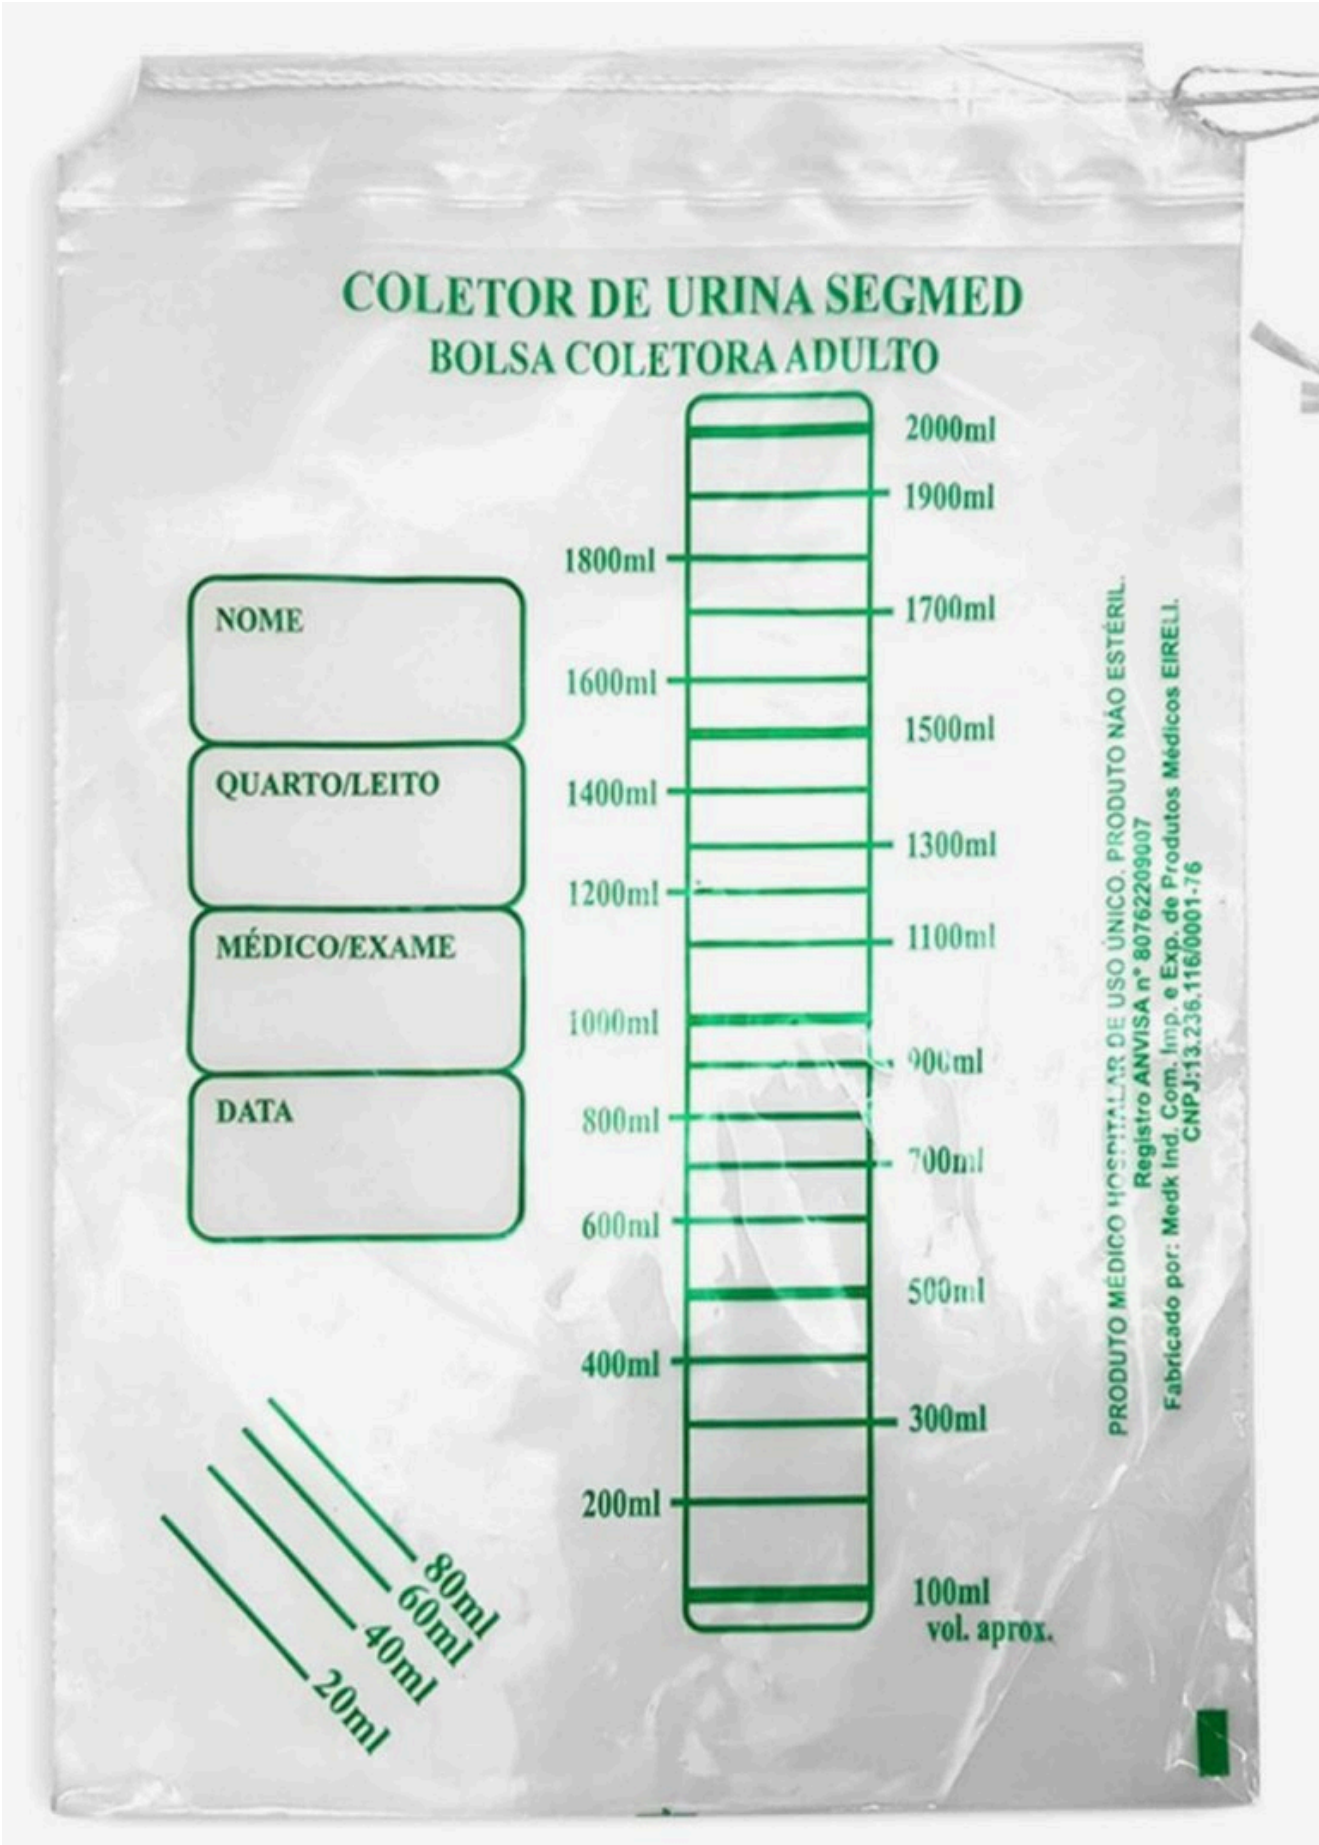 COLETOR DE URINA SEGMED
BOLSA COLETORA ADULTO
2000ml
1900ml
1800ml
1700ml
1600ml
1500ml
1400ml
1300ml
1200ml
1100ml
1000ml
900ml
800ml
700ml
600ml
500ml
400ml
300ml
200ml
100ml
vol. aprox.
NOME
QUARTO/LEITO
MÉDICO/EXAME
DATA
80ml
60ml
40ml
20ml
PRODUTO MÉDICO HOSPITALAR DE USO ÚNICO. PRODUTO NÃO ESTÉRIL.
Registro ANVISA n° 80762209007
Fabricado por: Medk Ind. Com. Imp. e Exp. de Produtos Médicos EIRELI.
CNPJ:13.236.116/0001-76